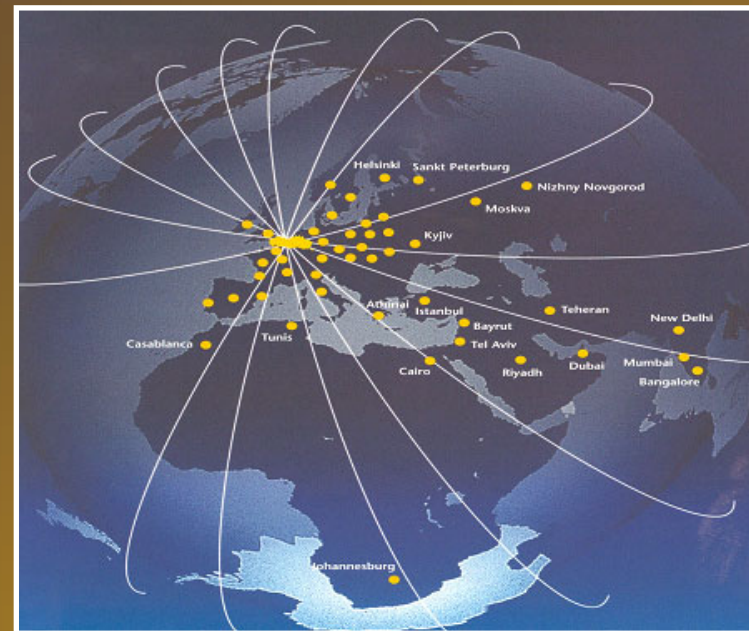 Helsinki
Sankt Peterburg
Nizhny Novgorod
Moskva
Kyjiv
Athinai
Istanbul
Teheran
New Delhi
Bayrut
Tunis
Casablanca
Tel Aviv
Cairo
Riyadh
Dubai
Mumbai
Bangalore
Johannesburg